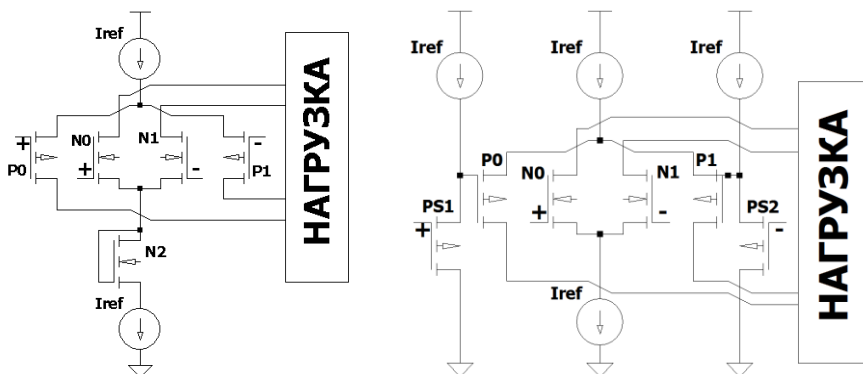 Iref
N0
N1
+
-
P0
+
-
P1
N2
Iref
НАГРУЗКА
Iref
Iref
Iref
P0
N0
N1
P1
PS1
+
+
-
PS2
-
Iref
НАГРУЗКА